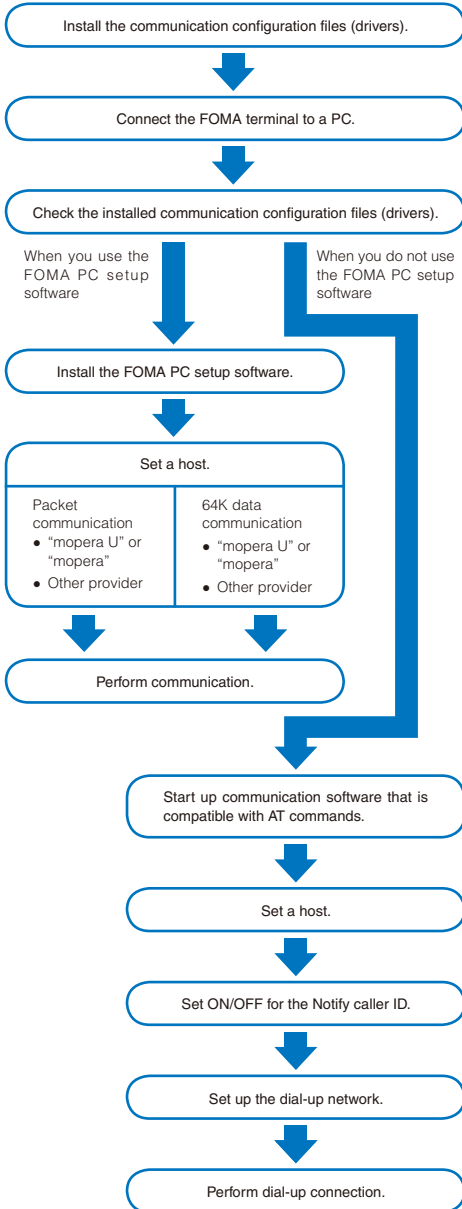 Install the communication configuration files (drivers).
Connect the FOMA terminal to a PC.
Check the installed communication configuration files (drivers).
When you use the
FOMA PC setup
software
When you do not use
the FOMA PC setup
software
Install the FOMA PC setup software.
Set a host.
Packet
communication
● “mopera U” or
“mopera”
● Other provider
64K data
communication
● “mopera U” or
“mopera”
● Other provider
Perform communication.
Start up communication software that is
compatible with AT commands.
Set a host.
Set ON/OFF for the Notify caller ID.
Set up the dial-up network.
Perform dial-up connection.